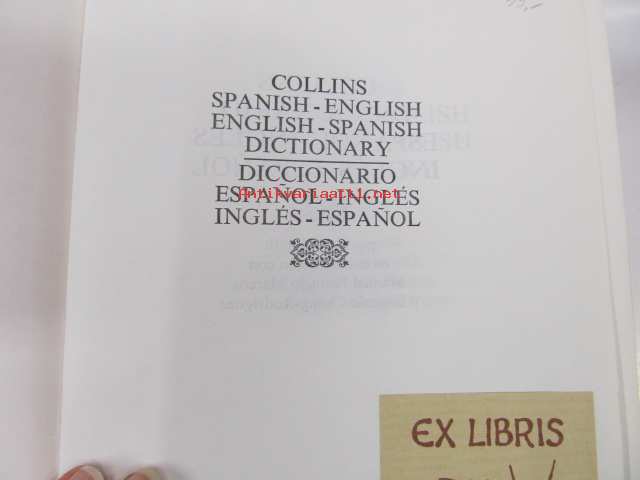 COLLINS
SPANISH - ENGLISH
ENGLISH - SPANISH
DICTIONARY
DICCIONARIO
ESPAÑOL - INGLÉS
INGLÉS - ESPAÑOL
EX LIBRIS